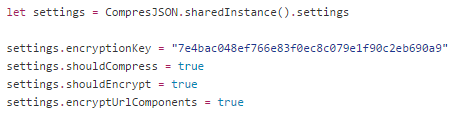 let settings = CompresJSON.sharedInstance().settings
settings.encryptionKey = "7e4bac048ef766e83f0ec8c079e1f90c2eb690a9"
settings.shouldCompress = true
settings.shouldEncrypt = true
settings.encryptUrlComponents = true